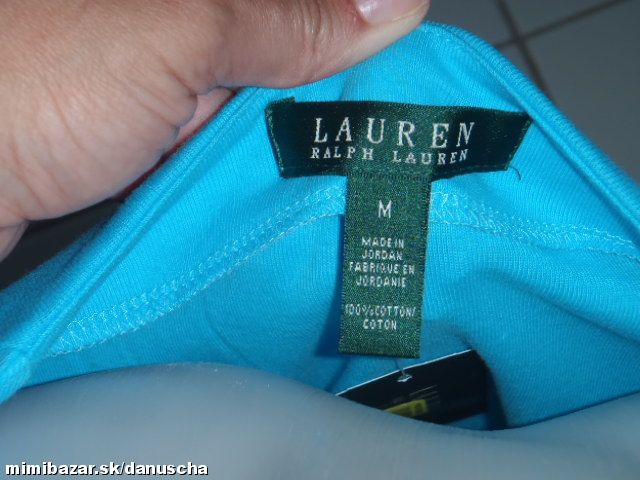 LAUREN
RALPH LAUREN
M
MADE IN
JORDAN
FABRIQUE EN
JORDANIE
100% COTTON/
COTON
mimibazar.sk/danuscha